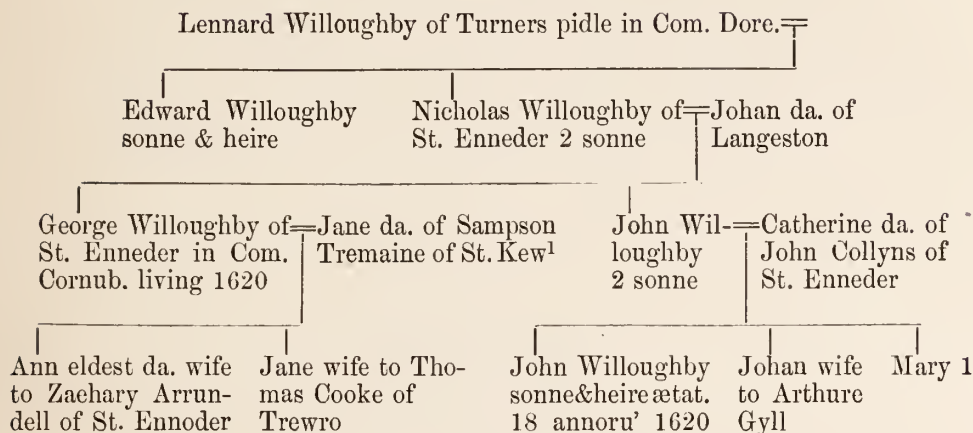 Lennard Willoughby of Turners pidle in Com. Dore.
Edward Willoughby
sonne & heire
Nicholas Willoughby of
St. Enneder 2 sonne
Johan da. of
Langeston
George Willoughby of
St. Enneder in Com.
Cornub. living 1620
Jane da. of Sampson
Tremaine of St. Kew¹
John Wil-
loughby
2 sonne
Catherine da. of
John Collyns of
St. Enneder
Ann eldest da. wife
to Zachary Arrun-
dell of St. Ennoder
Jane wife to Tho-
mas Cooke of
Trewro
John Willoughby
sonne&heire ætat.
18 annoru' 1620
Johan wife
to Arthure
Gyll
Mary 1